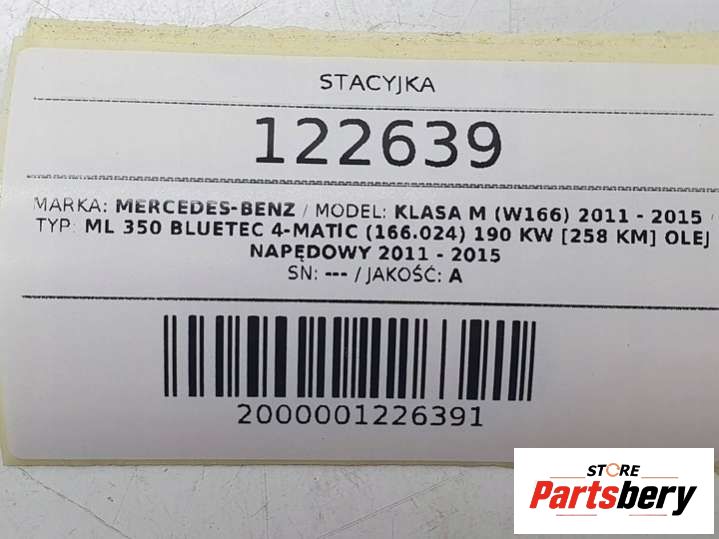 STACYJKA
122639
MARKA: MERCEDES-BENZ / MODEL: KLASA M (W166) 2011 - 2015 /
TYP: ML 350 BLUETEC 4-MATIC (166.024) 190 KW [258 KM] OLEJ
NAPĘDOWY 2011 - 2015
SN: --- / JAKOŚĆ: A
2000001226391
STORE
Partsbery